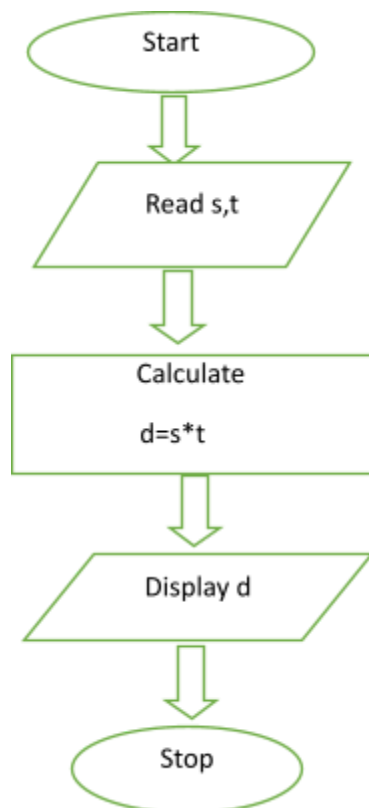 Start
Read s,t
Calculate
d=s*t
Display d
Stop